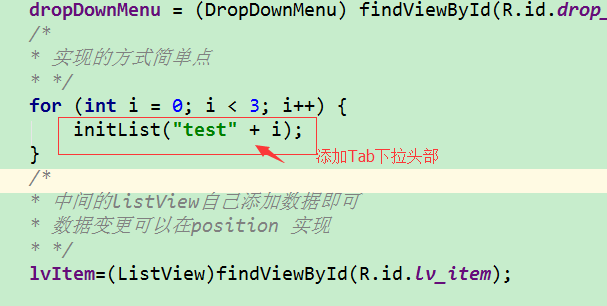 dropDownMenu = (DropDownMenu) findViewById(R.id.drop_
/*
* 实现的方式简单点
* */
for (int i = 0; i < 3; i++) {
initList("test" + i);
添加Tab下拉头部
}
/*
* 中间的ListView自己添加数据即可
* 数据变更可以在position 实现
* */
lvItem=(ListView)findViewById(R.id.lv_item);